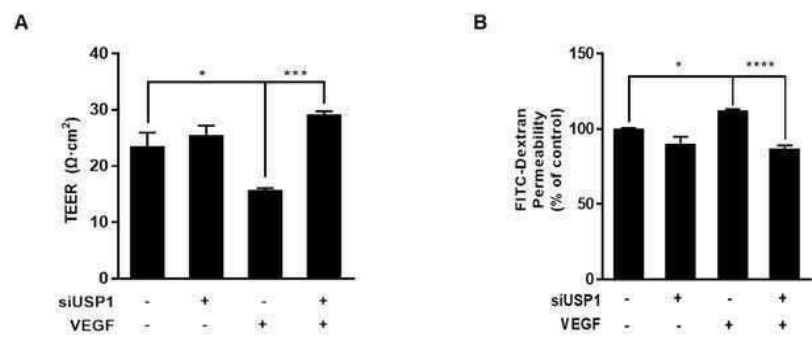 A
TEER (Ω·cm²)
40
30
20
10
0
* ***
siUSP1 - + - +
VEGF - - + +
B
FITC-Dextran
Permeability
(% of control)
150
100
50
0
* ****
siUSP1 - + - +
VEGF - - + +